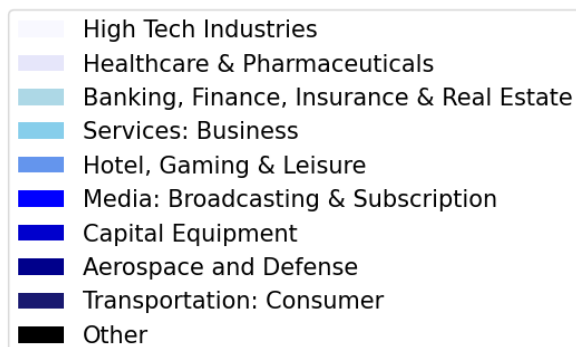 High Tech Industries
Healthcare & Pharmaceuticals
Banking, Finance, Insurance & Real Estate
Services: Business
Hotel, Gaming & Leisure
Media: Broadcasting & Subscription
Capital Equipment
Aerospace and Defense
Transportation: Consumer
Other